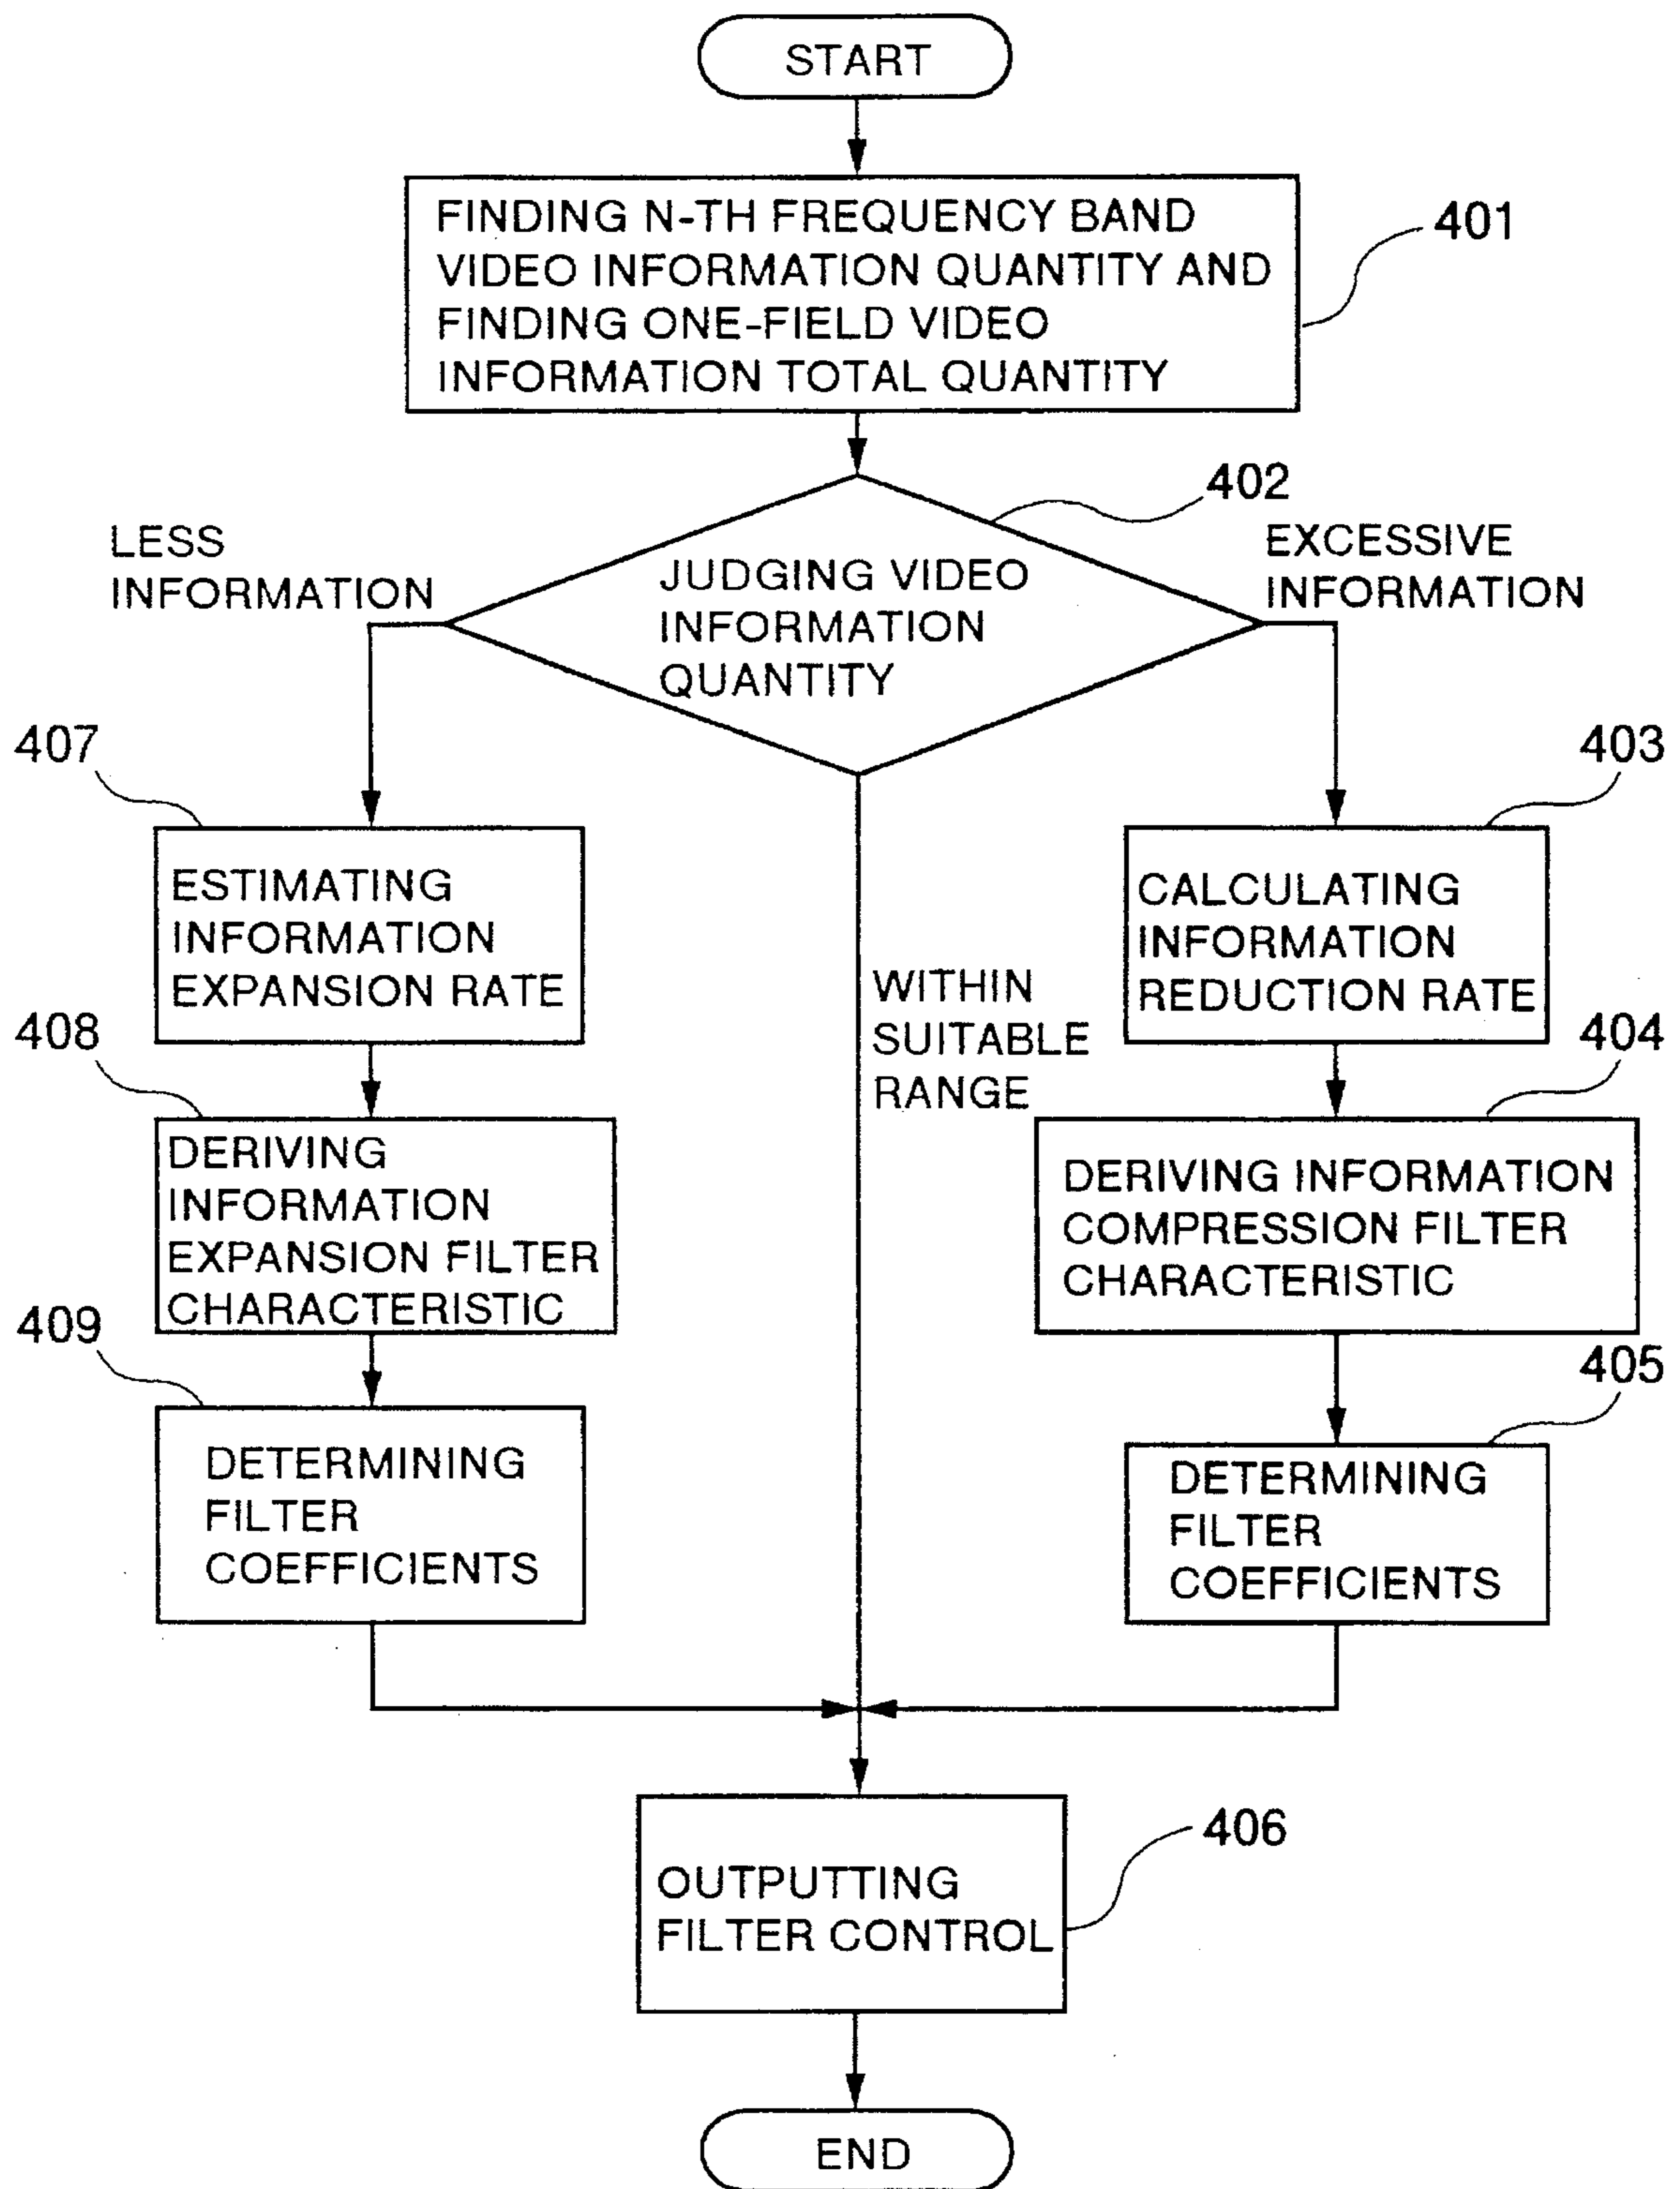 START
FINDING N-TH FREQUENCY BAND
VIDEO INFORMATION QUANTITY AND
FINDING ONE-FIELD VIDEO
INFORMATION TOTAL QUANTITY
401
402
LESS
INFORMATION
JUDGING VIDEO
INFORMATION
QUANTITY
EXCESSIVE
INFORMATION
407
ESTIMATING
INFORMATION
EXPANSION RATE
403
CALCULATING
INFORMATION
REDUCTION RATE
WITHIN
SUITABLE
RANGE
408
DERIVING
INFORMATION
EXPANSION FILTER
CHARACTERISTIC
404
DERIVING INFORMATION
COMPRESSION FILTER
CHARACTERISTIC
409
DETERMINING
FILTER
COEFFICIENTS
405
DETERMINING
FILTER
COEFFICIENTS
OUTPUTTING
FILTER CONTROL
406
END